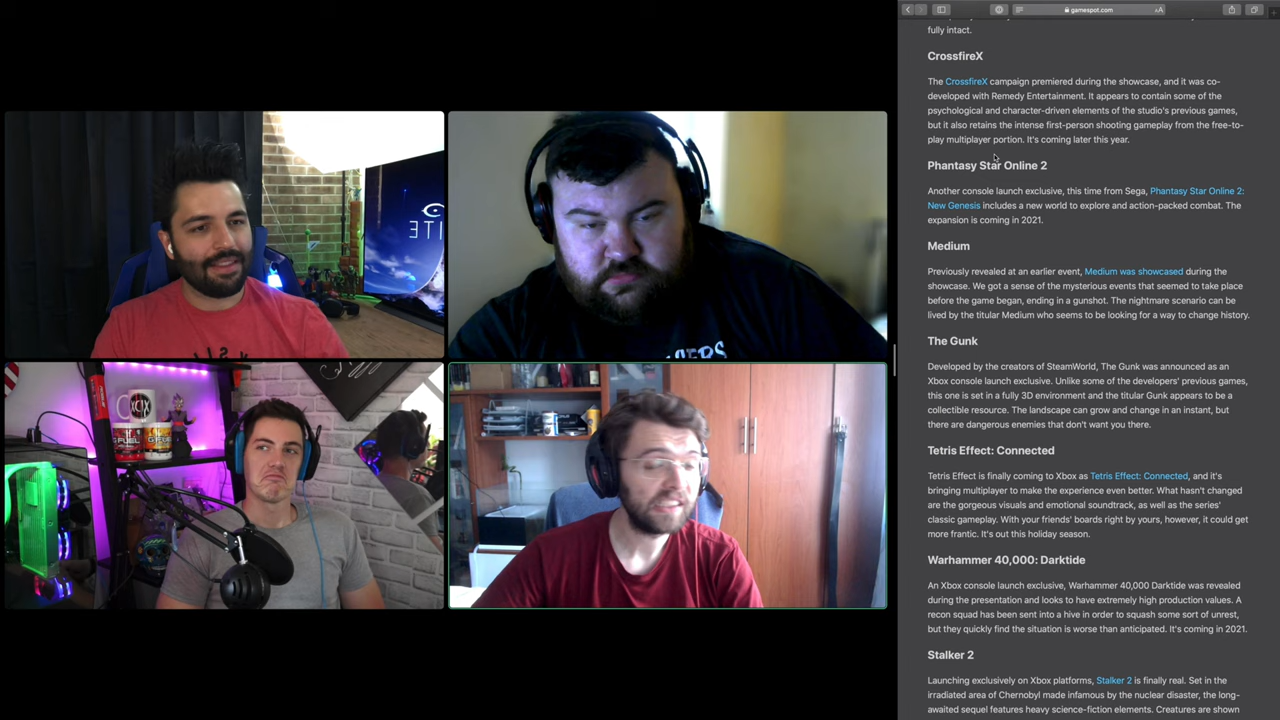 ITE
CXCIX
G FUEL
G FUEL
gamespot.com
AA
fully intact.
CrossfireX
The CrossfireX campaign premiered during the showcase, and it was co-
developed with Remedy Entertainment. It appears to contain some of the
psychological and character-driven elements of the studio's previous games,
but it also retains the intense first-person shooting gameplay from the free-to-
play multiplayer portion. It's coming later this year.
Phantasy Star Online 2
Another console launch exclusive, this time from Sega, Phantasy Star Online 2:
New Genesis includes a new world to explore and action-packed combat. The
expansion is coming in 2021.
Medium
Previously revealed at an earlier event, Medium was showcased during the
showcase. We got a sense of the mysterious events that seemed to take place
before the game began, ending in a gunshot. The nightmare scenario can be
lived by the titular Medium who seems to be looking for a way to change history.
The Gunk
Developed by the creators of SteamWorld, The Gunk was announced as an
Xbox console launch exclusive. Unlike some of the developers' previous games,
this one is set in a fully 3D environment and the titular Gunk appears to be a
collectible resource. The landscape can grow and change in an instant, but
there are dangerous enemies that don't want you there.
Tetris Effect: Connected
Tetris Effect is finally coming to Xbox as Tetris Effect: Connected, and it's
bringing multiplayer to make the experience even better. What hasn't changed
are the gorgeous visuals and emotional soundtrack, as well as the series'
classic gameplay. With your friends' boards right by yours, however, it could get
more frantic. It's out this holiday season.
Warhammer 40,000: Darktide
An Xbox console launch exclusive, Warhammer 40,000 Darktide was revealed
during the presentation and looks to have extremely high production values. A
recon squad has been sent into a hive in order to squash some sort of unrest,
but they quickly find the situation is worse than anticipated. It's coming in 2021.
Stalker 2
Launching exclusively on Xbox platforms, Stalker 2 is finally real. Set in the
irradiated area of Chernobyl made infamous by the nuclear disaster, the long-
awaited sequel features heavy science-fiction elements. Creatures are shown